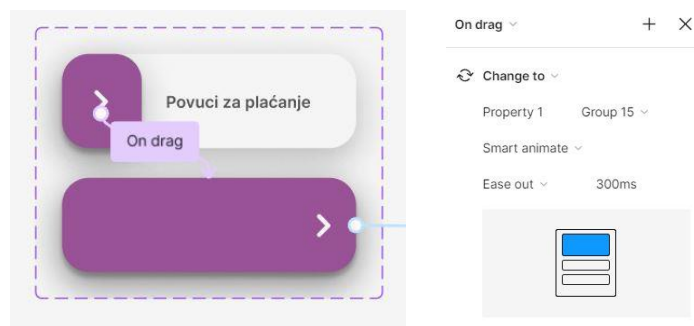 Povuci za plaćanje
On drag
On drag
Change to
Property 1 Group 15
Smart animate
Ease out 300ms